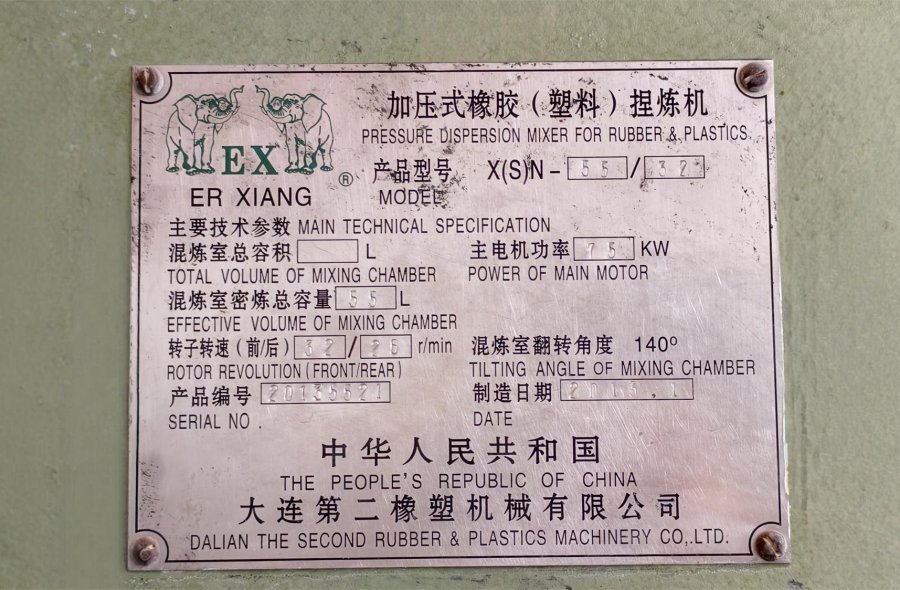 加压式橡胶（塑料）捏炼机
PRESSURE DISPERSION MIXER FOR RUBBER & PLASTICS
EX ®
ER XIANG
产品型号 X(S)N-55/32
MODEL
主要技术参数 MAIN TECHNICAL SPECIFICATION
混炼室总容积 L 主电机功率 75 KW
TOTAL VOLUME OF MIXING CHAMBER POWER OF MAIN MOTOR
混炼室密炼总容量 55 L
EFFECTIVE VOLUME OF MIXING CHAMBER
转子转速（前/后） 32/25 r/min 混炼室翻转角度 140°
ROTOR REVOLUTION (FRONT/REAR) TILTING ANGLE OF MIXING CHAMBER
产品编号 制造日期 2013.1
SERIAL NO. DATE
中华人民共和国
THE PEOPLE'S REPUBLIC OF CHINA
大连第二橡塑机械有限公司
DALIAN THE SECOND RUBBER & PLASTICS MACHINERY CO,.LTD.